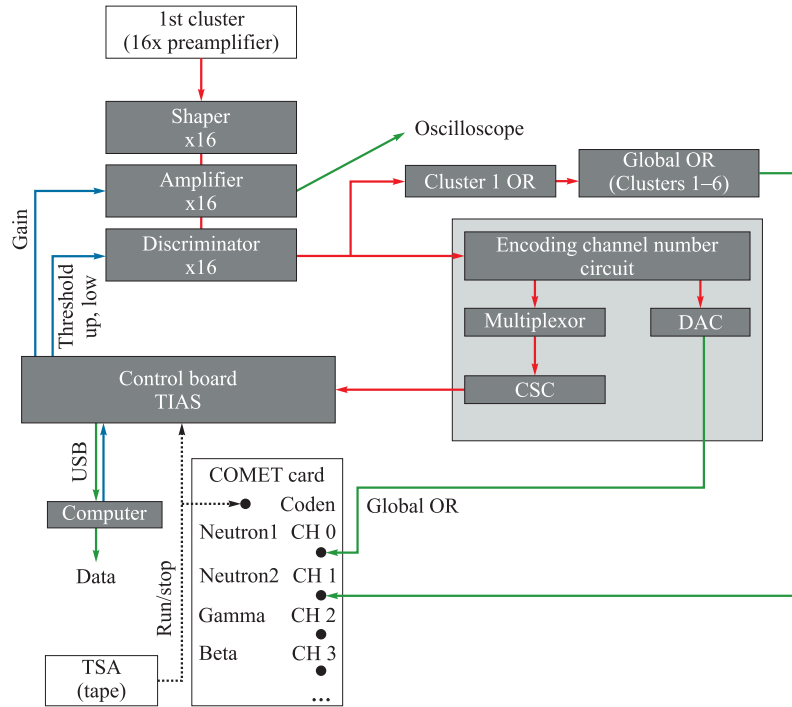 1st cluster
(16x preamplifier)
Shaper
x16
Oscilloscope
Amplifier
x16
Cluster 1 OR
Global OR
(Clusters 1–6)
Gain
Discriminator
x16
Encoding channel number
circuit
Threshold
up, low
Multiplexor
DAC
Control board
TIAS
CSC
USB
COMET card
Computer
Coden
Global OR
Neutron1 CH 0
Data
Neutron2 CH 1
Run/stop
Gamma CH 2
Beta CH 3
TSA
(tape)
...